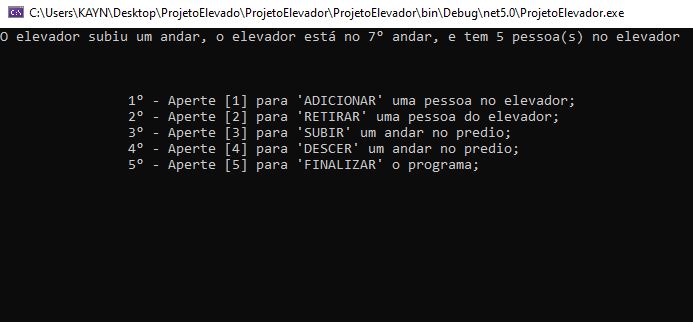 C:\Users\KAYN\Desktop\ProjetoElevado\ProjetoElevador\ProjetoElevador\bin\Debug\net5.0\ProjetoElevador.exe
O elevador subiu um andar, o elevador está no 7º andar, e tem 5 pessoa(s) no elevador
1º - Aperte [1] para 'ADICIONAR' uma pessoa no elevador;
2º - Aperte [2] para 'RETIRAR' uma pessoa do elevador;
3º - Aperte [3] para 'SUBIR' um andar no predio;
4º - Aperte [4] para 'DESCER' um andar no predio;
5º - Aperte [5] para 'FINALIZAR' o programa;